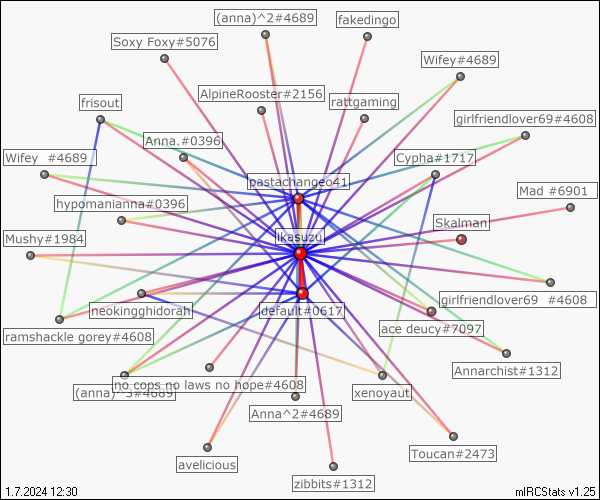 (anna)^2#4689
fakedingo
Soxy Foxy#5076
Wifey#4689
AlpineRooster#2156
rattgaming
frisout
girlfriendlover69#4608
Anna.#0396
Wifey  #4689
Cypha#1717
pastachangeo41
Mad #6901
hypomanianna#0396
Skalman
Mushy#1984
ikasuzu
girlfriendlover69  #4608
neokingghidorah
default#0617
ace deucy#7097
ramshackle gorey#4608
Annarchist#1312
no cops no laws no hope#4608
(anna)^3#4689
xenoyaut
Anna^2#4689
Toucan#2473
avelicious
zibbits#1312
1.7.2024 12:30
mIRCStats v1.25